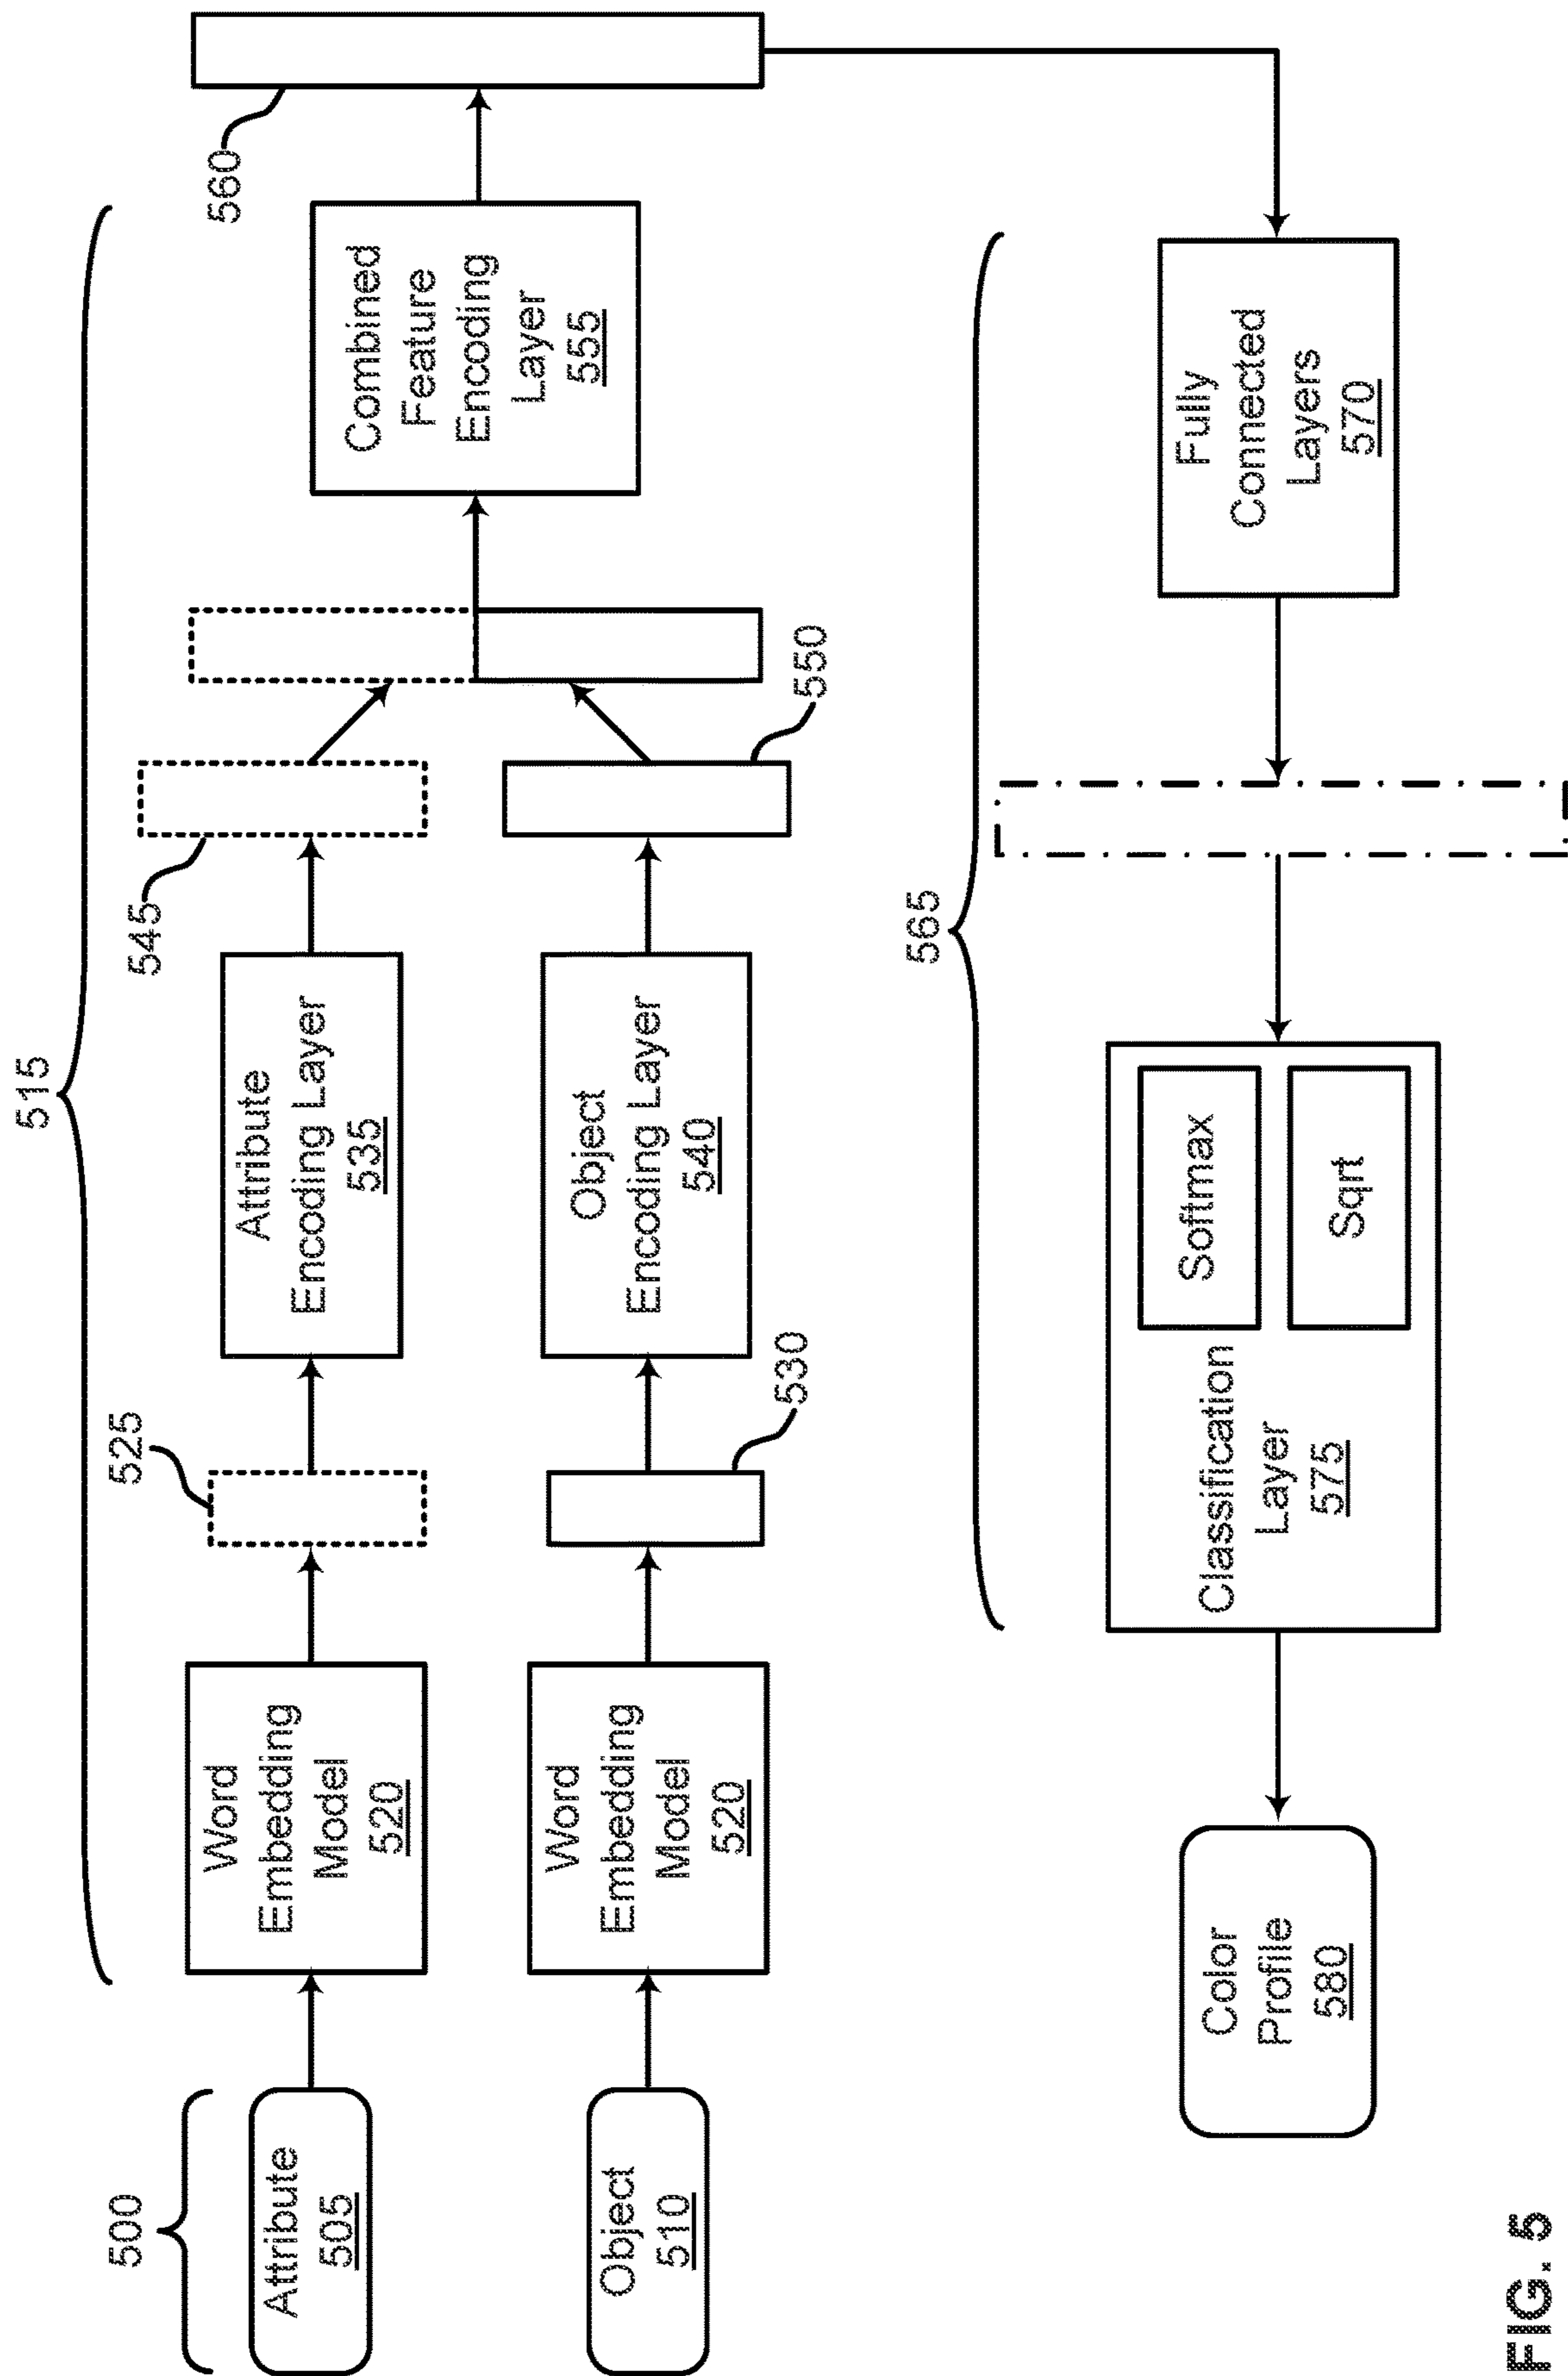 515
500
Attribute
505
Word
Embedding
Model
520
525
Attribute
Encoding Layer
535
545
560
Object
510
Word
Embedding
Model
520
530
Object
Encoding Layer
540
550
Combined
Feature
Encoding
Layer
555
565
Color
Profile
580
Classification
Layer
575
Softmax
Sqrt
Fully
Connected
Layers
570
FIG. 5